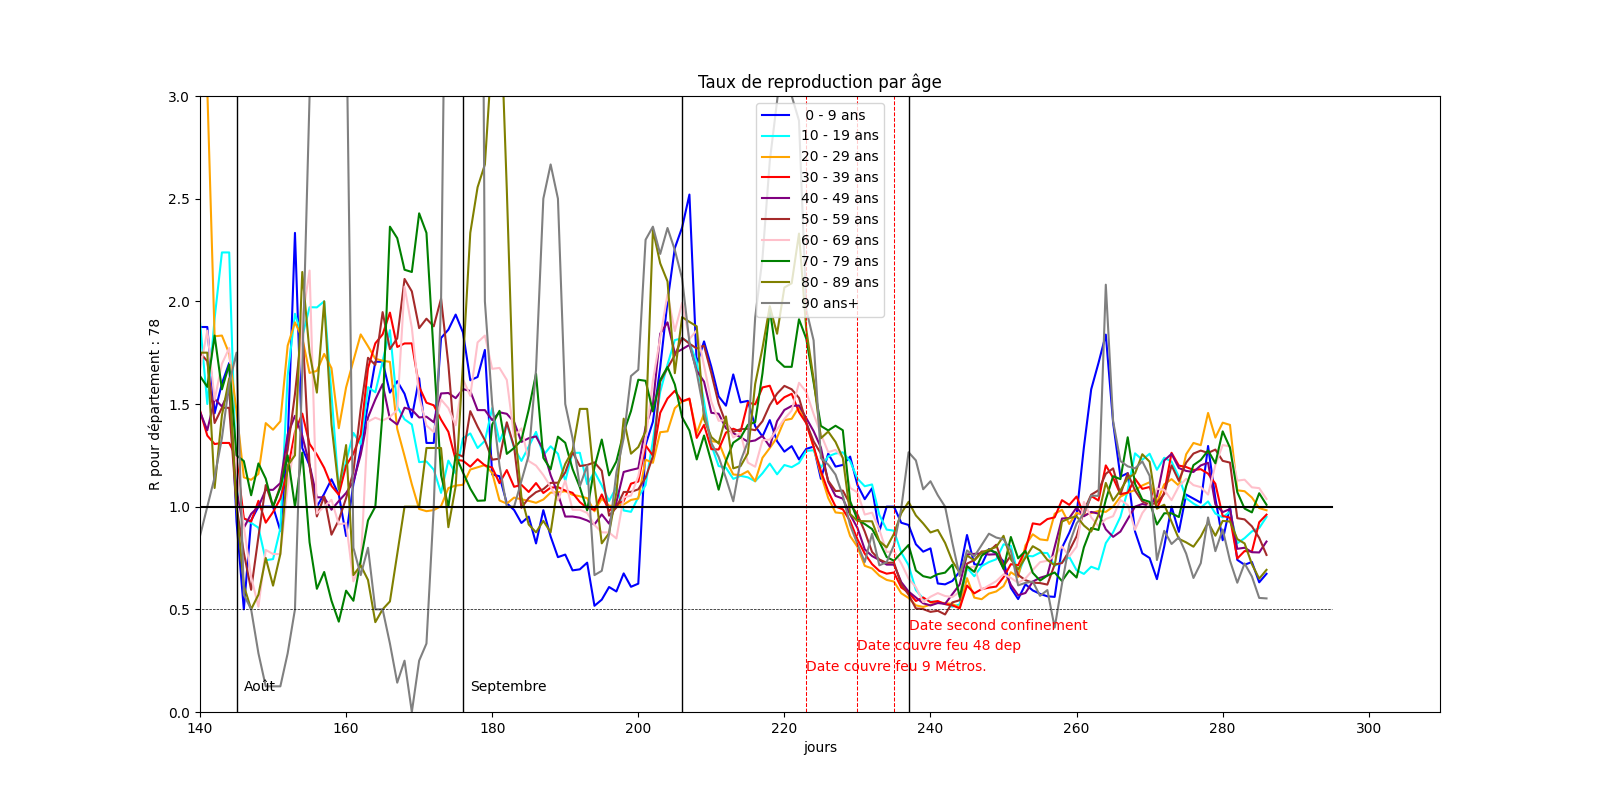 Taux de reproduction par âge
R pour département : 78
3.0
2.5
2.0
1.5
1.0
0.5
0.0
0 - 9 ans
10 - 19 ans
20 - 29 ans
30 - 39 ans
40 - 49 ans
50 - 59 ans
60 - 69 ans
70 - 79 ans
80 - 89 ans
90 ans+
Date second confinement
Date couvre feu 48 dep
Date couvre feu 9 Métros.
Août
Septembre
140 160 180 200 220 240 260 280 300
jours